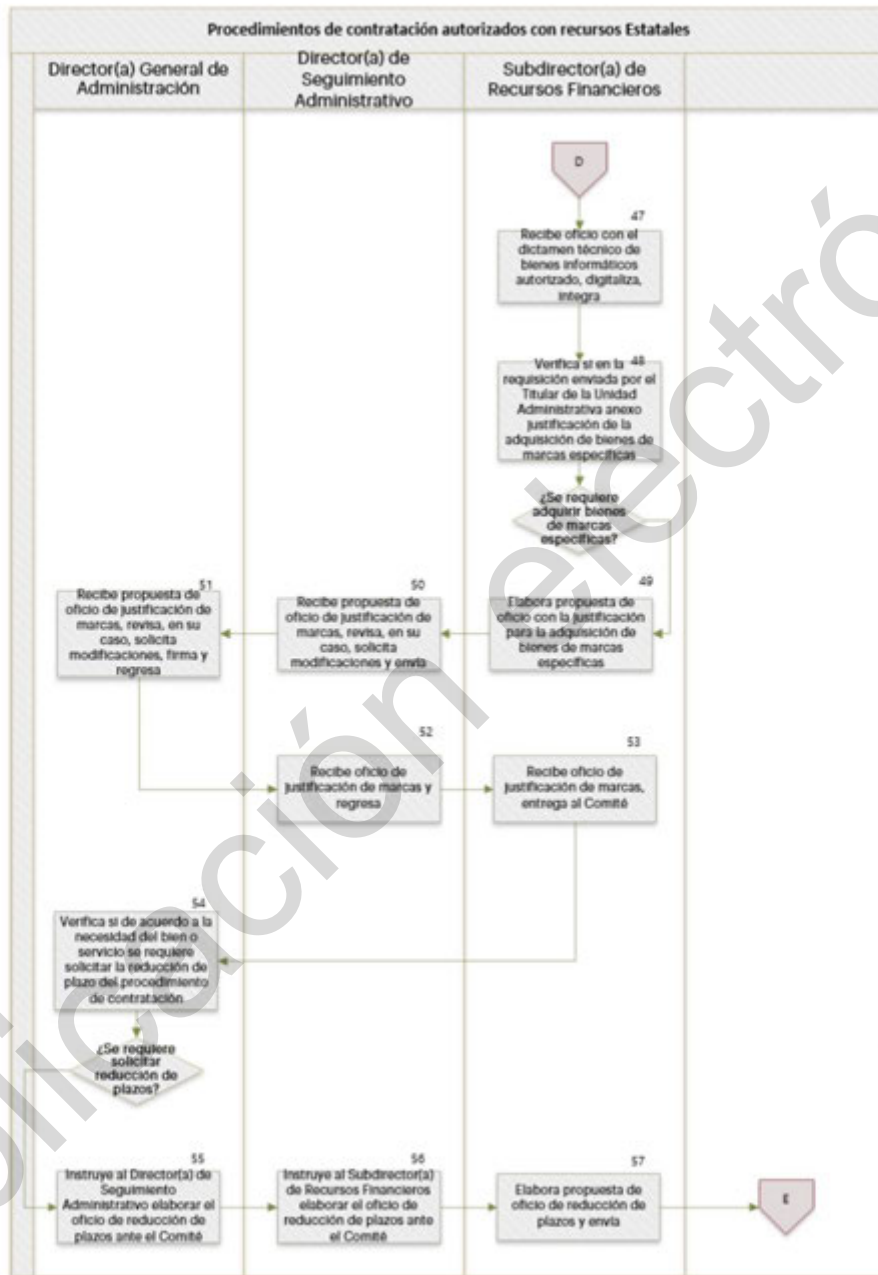 Procedimientos de contratación autorizados con recursos Estatales
Director(a) General de
Administración
Director(a) de
Seguimiento
Administrativo
Subdirector(a) de
Recursos Financieros
D
47
Recibe oficio con el
dictamen técnico de
bienes informáticos
autorizado, digitaliza,
integra
48
Verifica si en la
requisición enviada por el
Titular de la Unidad
Administrativa anexo
justificación de la
adquisición de bienes de
marcas específicas
¿Se requiere
adquirir bienes
de marcas
específicas?
49
Elabora propuesta de
oficio con la justificación
para la adquisición de
bienes de marcas
específicas
50
Recibe propuesta de
oficio de justificación de
marcas, revisa, en su
caso, solicita
modificaciones y envía
51
Recibe propuesta de
oficio de justificación de
marcas, revisa, en su
caso, solicita
modificaciones, firma y
regresa
52
Recibe oficio de
justificación de marcas y
regresa
53
Recibe oficio de
justificación de marcas,
entrega al Comité
54
Verifica si de acuerdo a la
necesidad del bien o
servicio se requiere
solicitar la reducción de
plazo del procedimiento
de contratación
¿Se requiere
solicitar
reducción de
plazos?
55
Instruye al Director(a) de
Seguimiento
Administrativo elaborar el
oficio de reducción de
plazos ante el Comité
56
Instruye al Subdirector(a)
de Recursos Financieros
elaborar el oficio de
reducción de plazos ante
el Comité
57
Elabora propuesta de
oficio de reducción de
plazos y envía
E
plicación electró